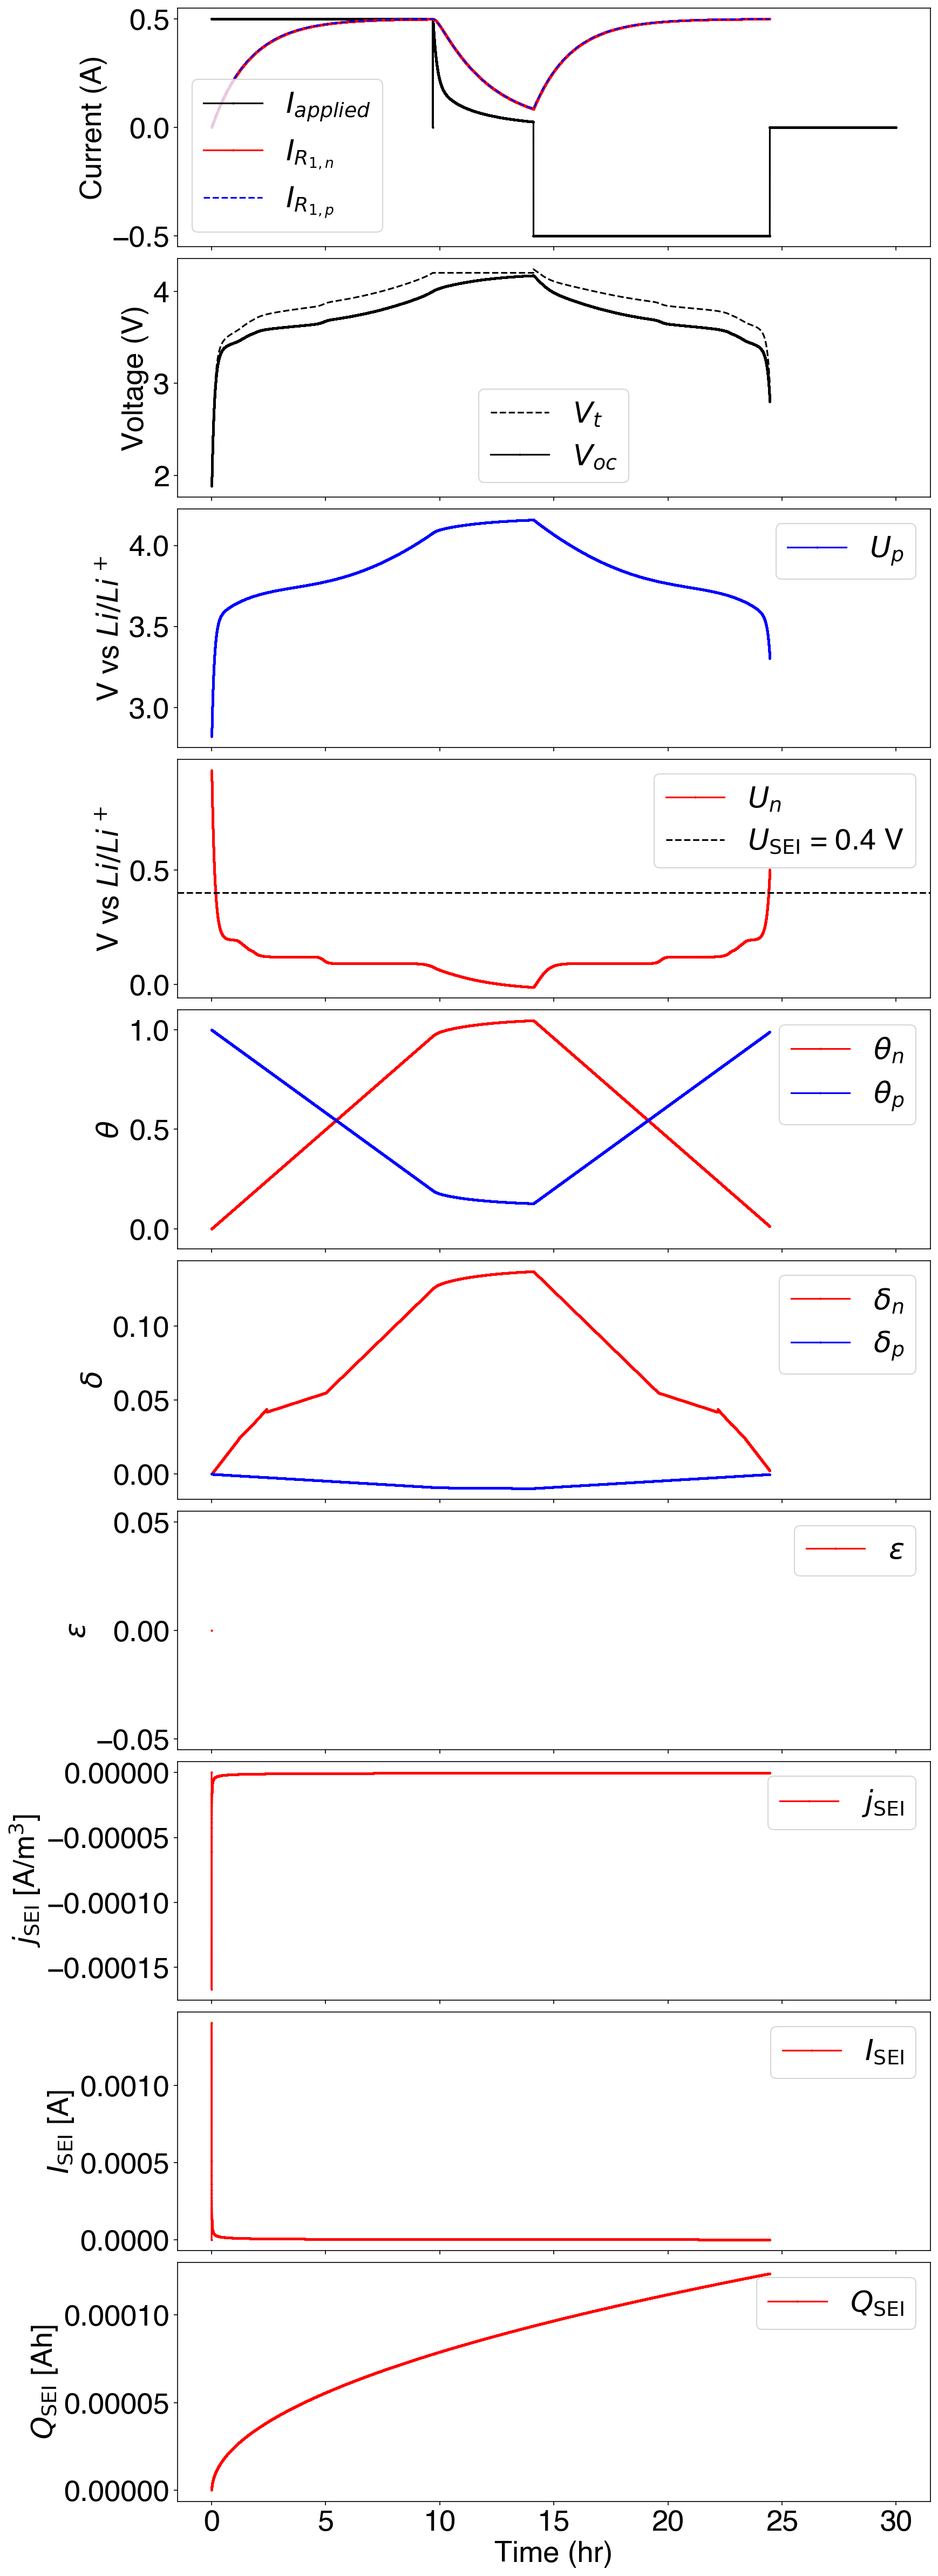 0.5
0.0
−0.5
Current (A)
I_applied
I_R1,n
I_R1,p
4
3
2
Voltage (V)
V_t
V_oc
4.0
3.5
3.0
V vs Li/Li⁺
U_p
0.5
0.0
V vs Li/Li⁺
U_n
U_SEI = 0.4 V
1.0
0.5
0.0
θ
θ_n
θ_p
0.10
0.05
0.00
δ
δ_n
δ_p
0.05
0.00
−0.05
ε
ε
0.00000
−0.00005
−0.00010
−0.00015
j_SEI [A/m³]
j_SEI
0.0010
0.0005
0.0000
I_SEI [A]
I_SEI
0.00010
0.00005
0.00000
Q_SEI [Ah]
Q_SEI
0 5 10 15 20 25 30
Time (hr)